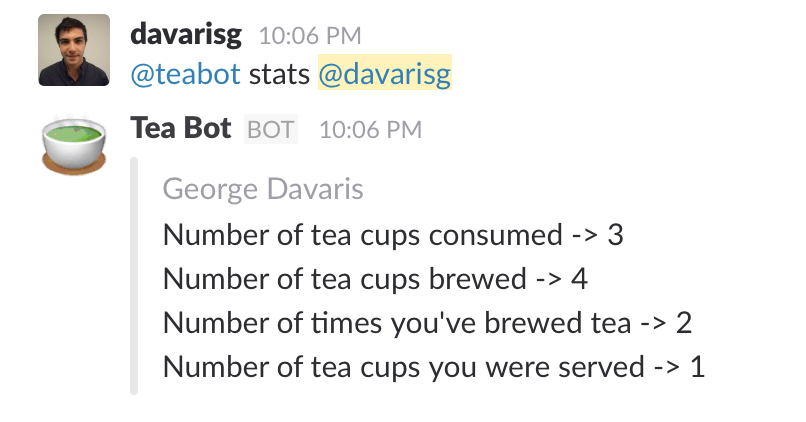 davarisg 10:06 PM
@teabot stats @davarisg
Tea Bot BOT 10:06 PM
George Davaris
Number of tea cups consumed -> 3
Number of tea cups brewed -> 4
Number of times you've brewed tea -> 2
Number of tea cups you were served -> 1